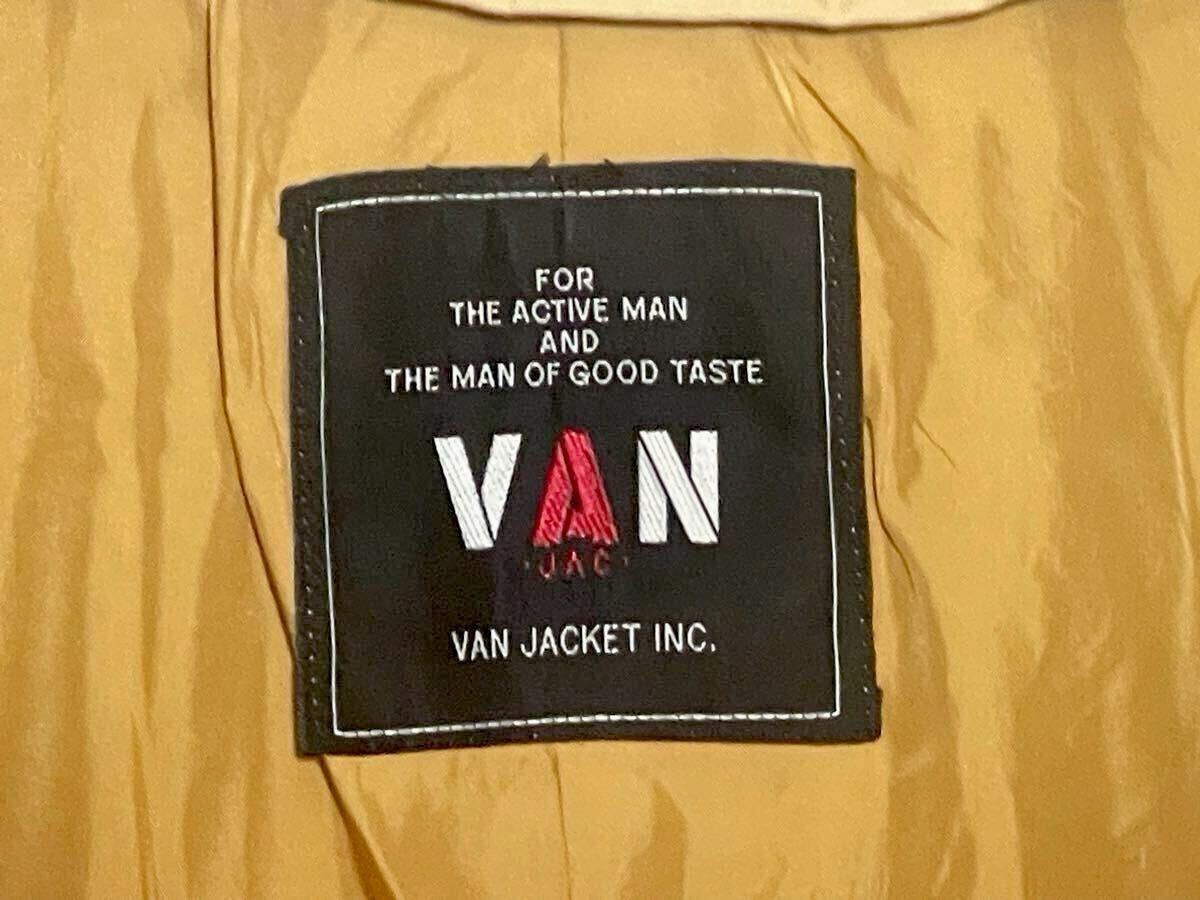 FOR
THE ACTIVE MAN
AND
THE MAN OF GOOD TASTE
VAN
·JAC·
VAN JACKET INC.